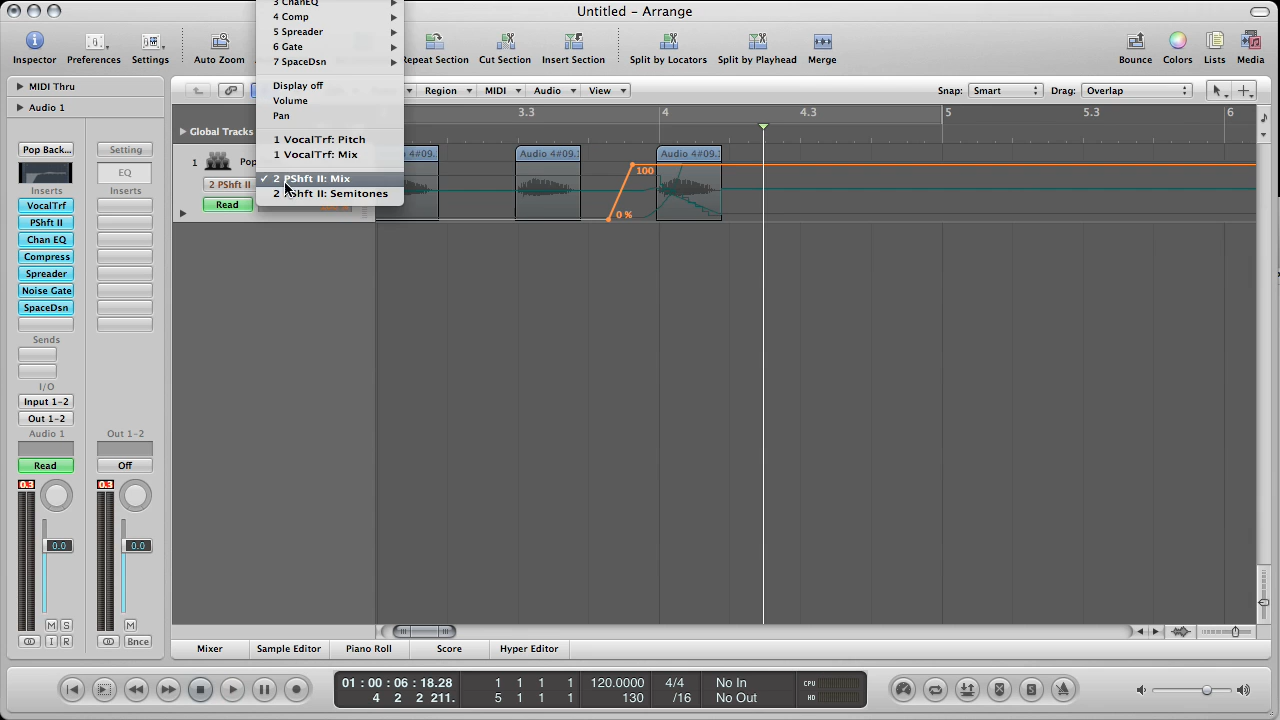 Untitled - Arrange
3 ChanEQ
4 Comp
5 Spreader
6 Gate
7 SpaceDsn
Display off
Volume
Pan
1 VocalTrf: Pitch
1 VocalTrf: Mix
✓ 2 PShft II: Mix
2 PShft II: Semitones
Inspector
Preferences
Settings
Auto Zoom
Repeat Section
Cut Section
Insert Section
Split by Locators
Split by Playhead
Merge
Bounce
Colors
Lists
Media
MIDI Thru
Audio 1
Region
MIDI
Audio
View
Snap: Smart
Drag: Overlap
3.3
4
4.3
5
5.3
6
Global Tracks
1
2 PShft II
Read
4#09.
Audio 4#09.
Audio 4#09.
100
0 %
Pop Back...
Setting
EQ
Inserts
Inserts
VocalTrf
PShft II
Chan EQ
Compress
Spreader
Noise Gate
SpaceDsn
Sends
I/O
Input 1-2
Out 1-2
Audio 1
Out 1-2
Read
Off
0.3
0.3
0.0
0.0
M S
M
I R
Bnce
Mixer
Sample Editor
Piano Roll
Score
Hyper Editor
01 : 00 : 06 : 18.28
4 2 2 211.
1 1 1 1
5 1 1 1
120.0000
130
4/4
/16
No In
No Out
CPU
HD
S